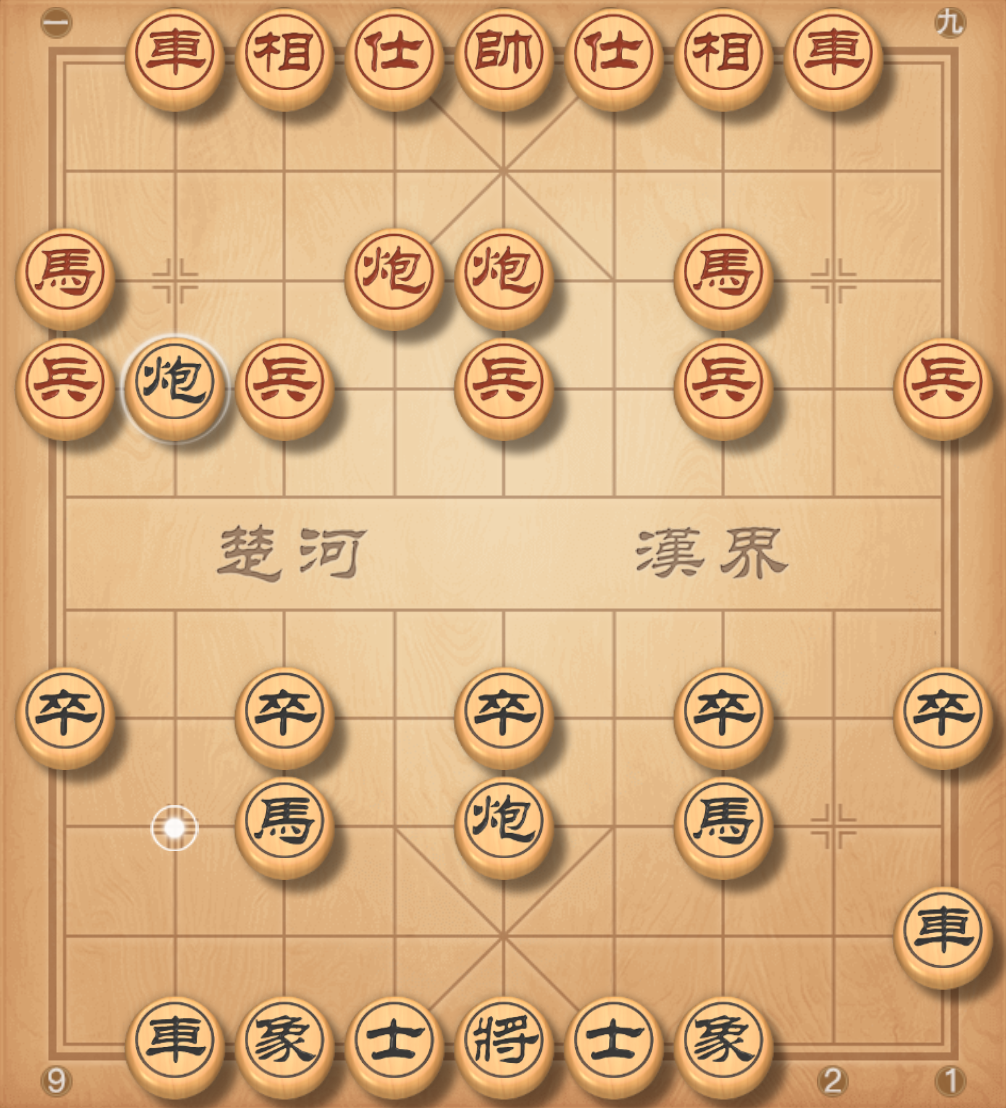 一 九
車 相 仕 帥 仕 相 車
馬 炮 炮 馬
兵 炮 兵 兵 兵 兵
楚河 漢界
卒 卒 卒 卒 卒
馬 炮 馬
車
車 象 士 將 士 象
9 2 1